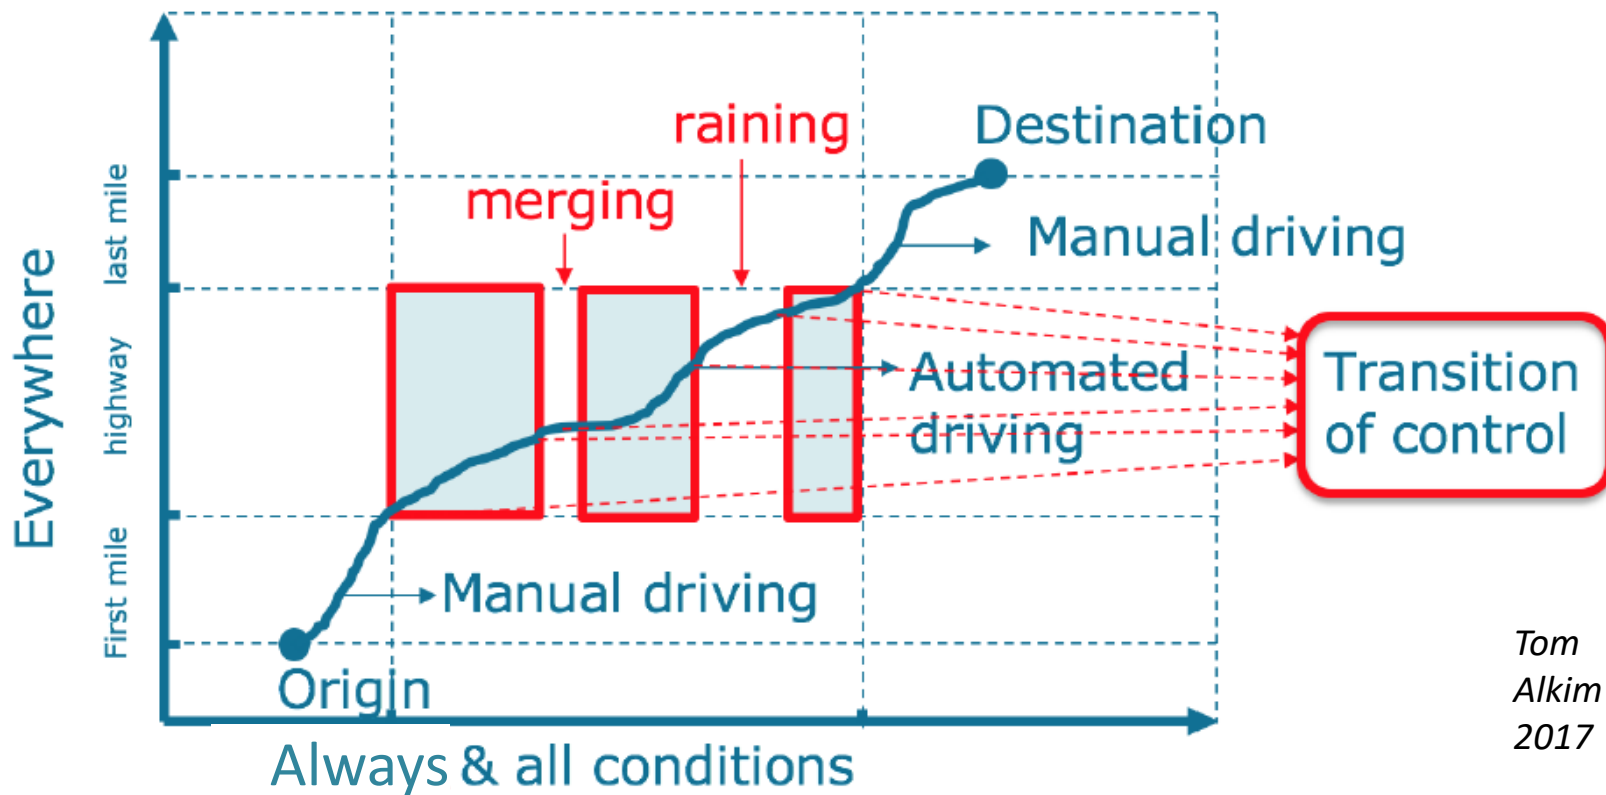 raining
Destination
merging
Manual driving
last mile
Everywhere
highway
Automated
driving
Transition
of control
First mile
Manual driving
Origin
Always & all conditions
Tom
Alkim
2017